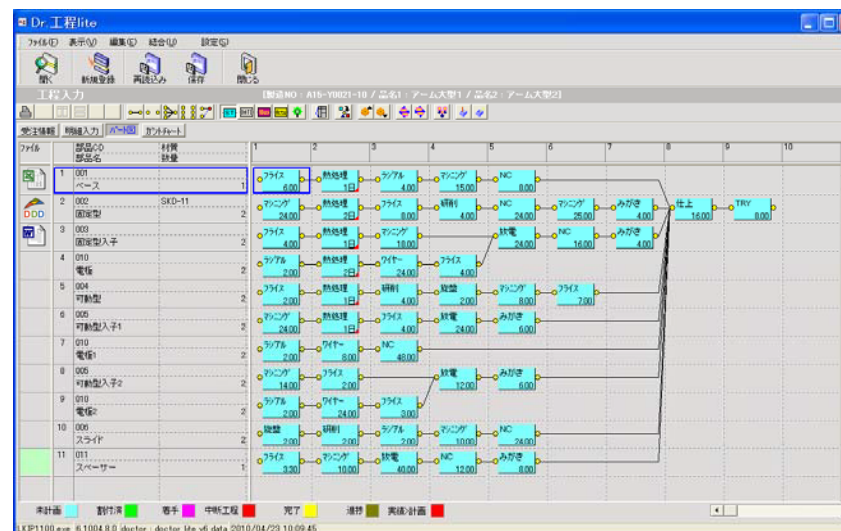 Dr.工程lite
ファイル(F) 表示(V) 編集(E) 結合(U) 設定(S)
開く 新規登録 再読込み 保存 閉じる
工程入力 [製造NO : A15-Y0021-10 / 品名1 : アーム大型1 / 品名2 : アーム大型2]
受注情報 明細入力 パート図 ガントチャート
ファイル 部品CD 材質 1 2 3 4 5 6 7 8 9 10
部品名 数量
1 001 フライス 熱処理 ラジアル マシニング NC
ベース 1 6.00 1日 4.00 15.00 8.00
2 002 SKD-11 マシニング 熱処理 フライス 研削 NC マシニング みがき 仕上 TRY
DDD 固定型 2 24.00 2日 8.00 4.00 24.00 25.00 4.00 16.00 8.00
3 003 フライス 熱処理 マシニング 放電 NC みがき
固定型入子 2 4.00 1日 18.00 24.00 16.00 4.00
4 010 ラジアル 熱処理 ワイヤー フライス
電極 2 2.00 2日 24.00 4.00
5 004 フライス 熱処理 研削 旋盤 マシニング フライス
可動型 2 2.00 1日 4.00 2.00 8.00 7.00
6 005 マシニング 熱処理 フライス 放電 みがき
可動型入子1 2 24.00 1日 4.00 24.00 6.00
7 010 ラジアル ワイヤー NC
電極1 2 2.00 8.00 48.00
8 005 マシニング フライス 放電 みがき
可動型入子2 2 14.00 2.00 12.00 6.00
9 010 ラジアル ワイヤー フライス
電極2 2 2.00 24.00 3.00
10 006 旋盤 研削 ラジアル マシニング NC
スライド 2 2.00 2.00 2.00 10.00 24.00
11 011 フライス マシニング 放電 NC みがき
スペーサー 1 3.30 10.00 40.00 12.00 8.00
未計画 割付済 着手 中断工程 完了 進捗 実績>計画
2010/04/23 10:09:45